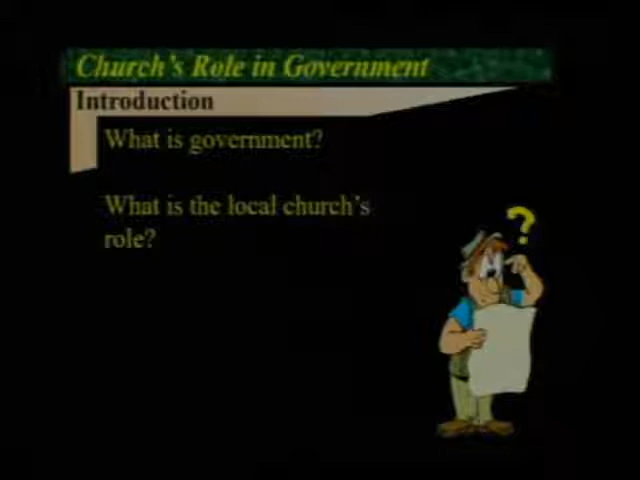 Church's Role in Government
Introduction
What is government?
What is the local church's
role?
?